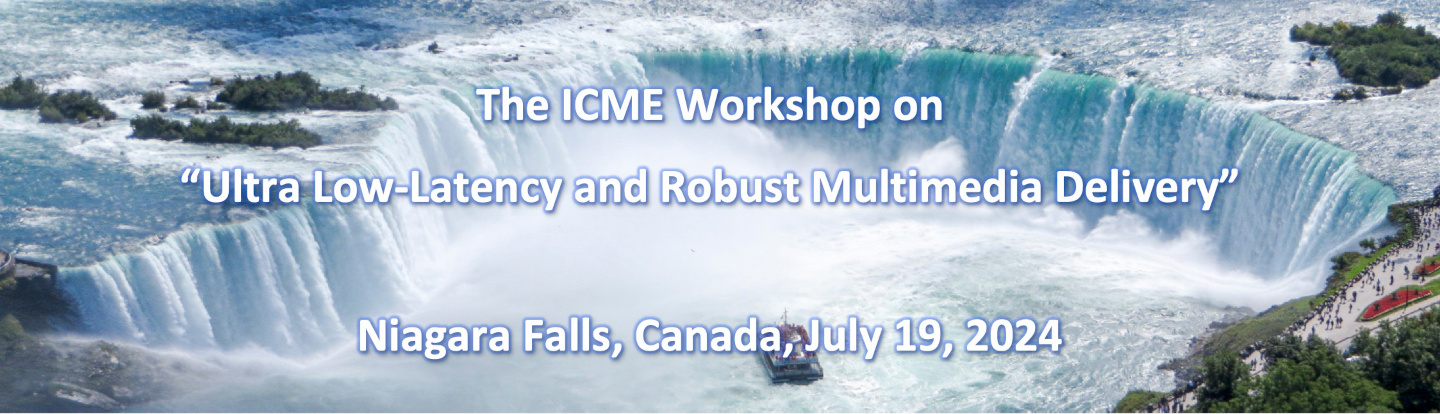 The ICME Workshop on
“Ultra Low-Latency and Robust Multimedia Delivery”
Niagara Falls, Canada, July 19, 2024